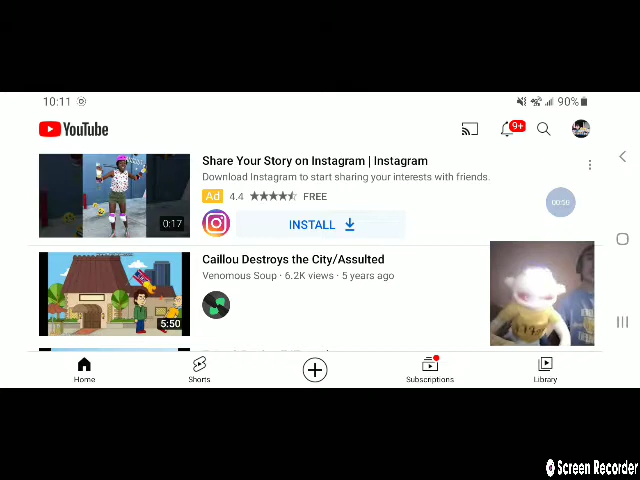 10:11
90%
YouTube
9+
Share Your Story on Instagram | Instagram
Download Instagram to start sharing your interests with friends.
Ad 4.4 FREE
0:17
INSTALL
00:50
Caillou Destroys the City/Assulted
Venomous Soup · 6.2K views · 5 years ago
5:50
Home
Shorts
Subscriptions
Library
Screen Recorder